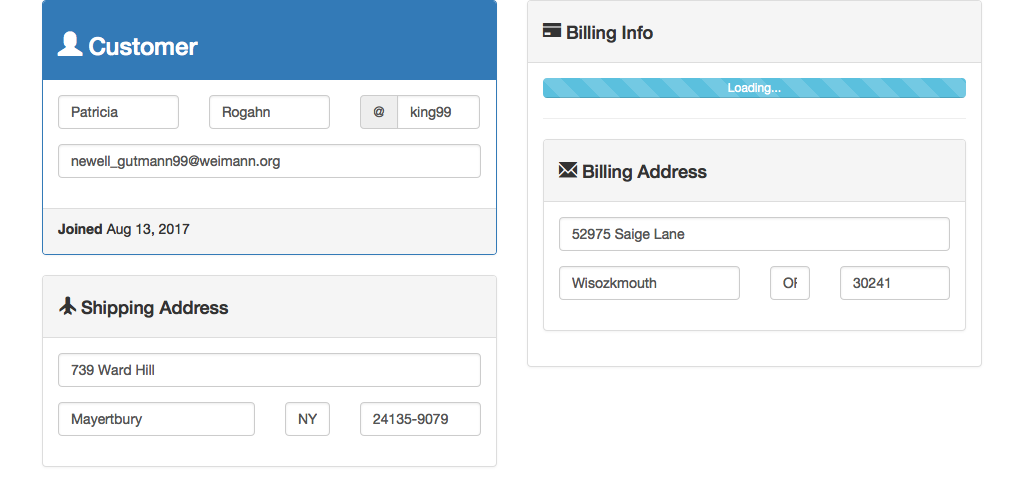 Customer
Patricia
Rogahn
@ king99
newell_gutmann99@weimann.org
Joined Aug 13, 2017
Shipping Address
739 Ward Hill
Mayertbury
NY
24135-9079
Billing Info
Loading...
Billing Address
52975 Saige Lane
Wisozkmouth
30241